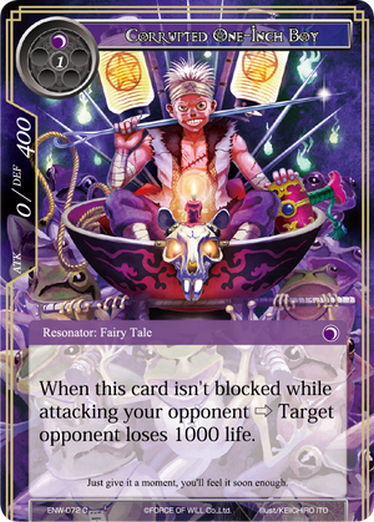 Corrupted One-Inch Boy
1
ATK 0 / DEF 400
Resonator: Fairy Tale
When this card isn't blocked while
attacking your opponent ⇨ Target
opponent loses 1000 life.
Just give it a moment, you'll feel it soon enough.
ENW-072 C ©FORCE OF WILL Co.,Ltd. Illust/KEIICHIRO ITO